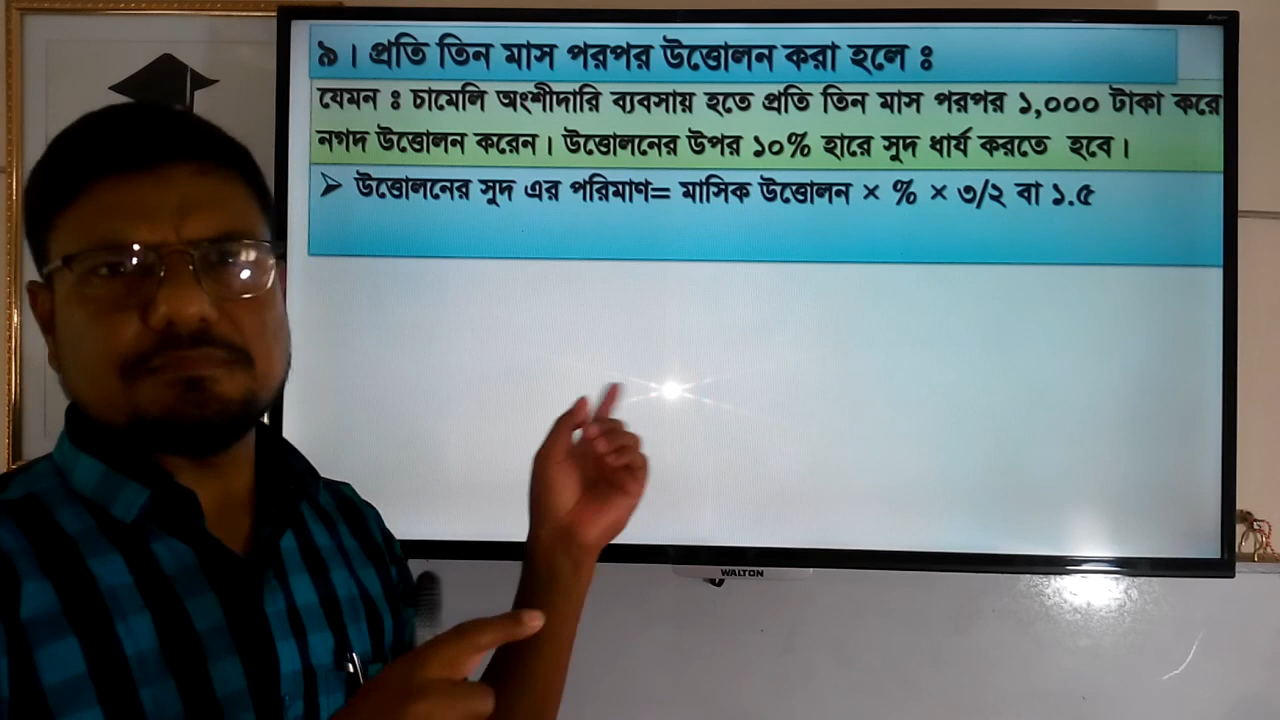 ৯। প্রতি তিন মাস পরপর উত্তোলন করা হলে ঃ
যেমন ঃ চামেলি অংশীদারি ব্যবসায় হতে প্রতি তিন মাস পরপর ১,০০০ টাকা করে
নগদ উত্তোলন করেন। উত্তোলনের উপর ১০% হারে সুদ ধার্য করতে হবে।
➢ উত্তোলনের সুদ এর পরিমাণ= মাসিক উত্তোলন × % × ৩/২ বা ১.৫
WALTON